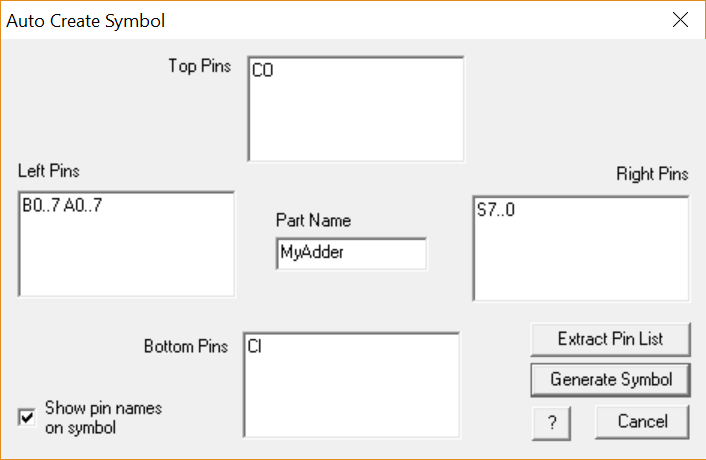 Auto Create Symbol
Top Pins
CO
Left Pins
Right Pins
B0..7 A0..7
S7..0
Part Name
MyAdder
Bottom Pins
CI
Extract Pin List
Generate Symbol
Show pin names
on symbol
?
Cancel